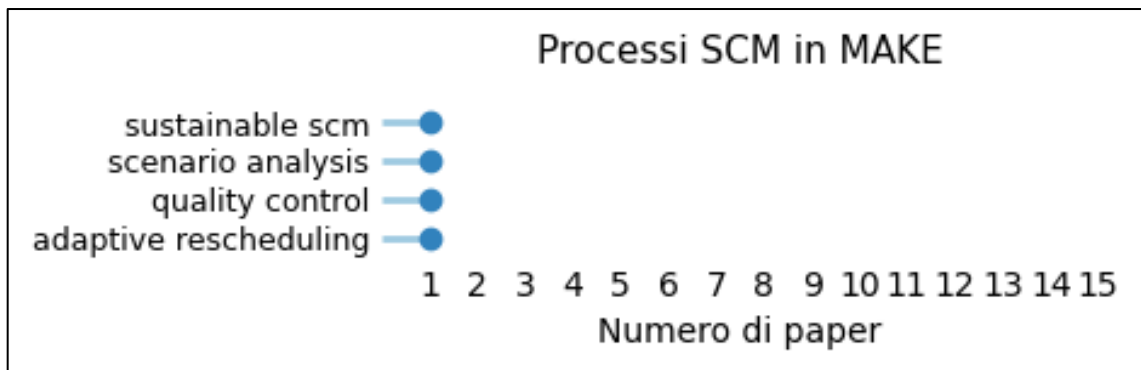 Processi SCM in MAKE
sustainable scm
scenario analysis
quality control
adaptive rescheduling
1 2 3 4 5 6 7 8 9 10 11 12 13 14 15
Numero di paper